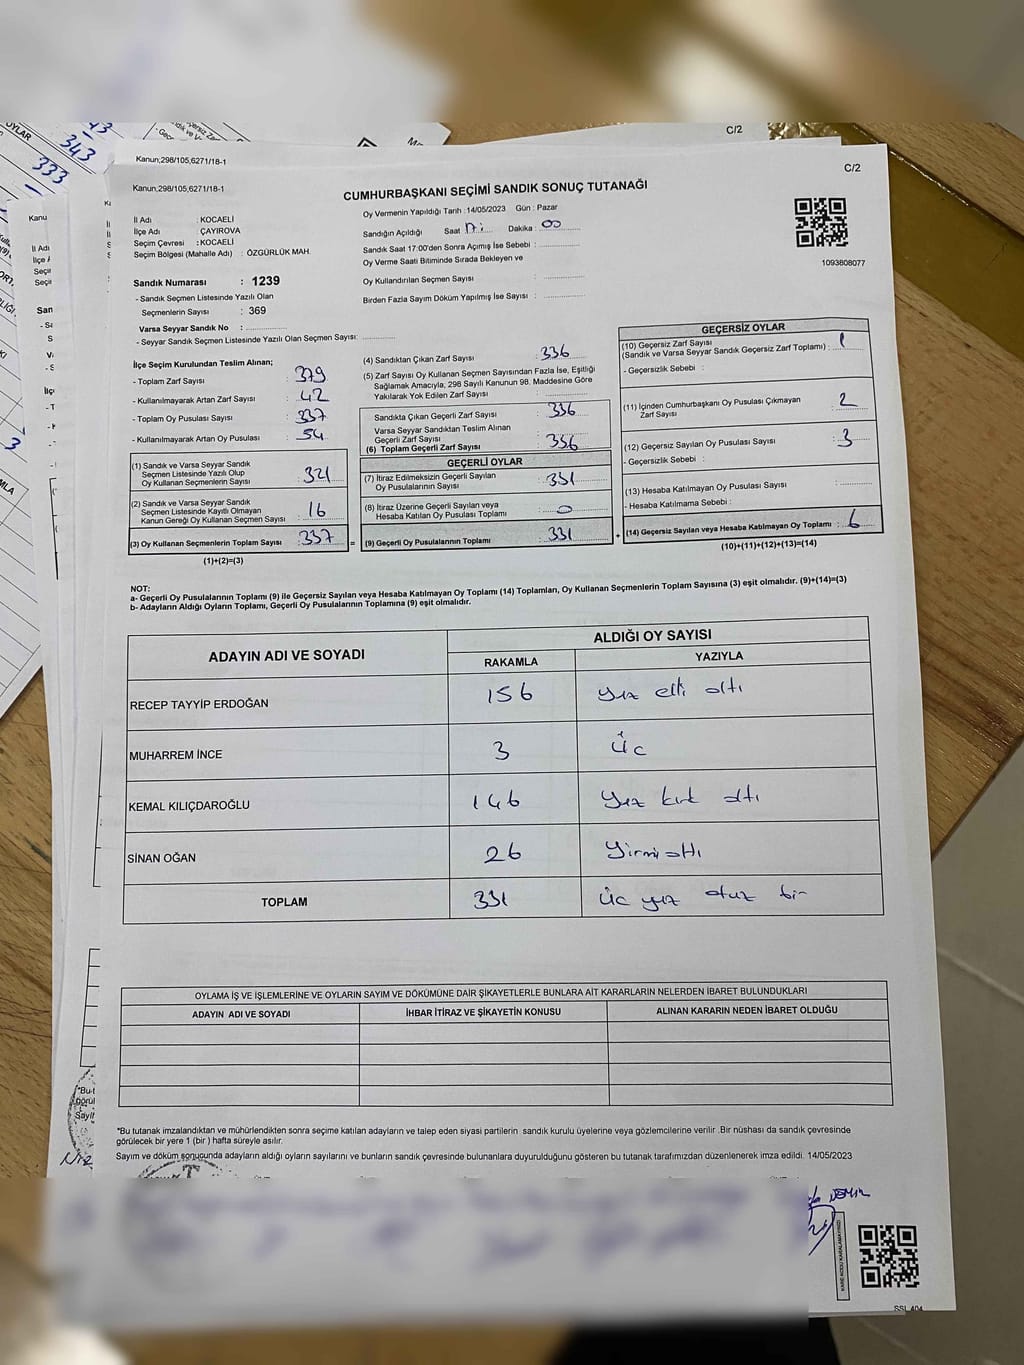 OYLAR
343
333
C/2
Kanun;298/105,6271/18-1
Kanun;298/105,6271/18-1
C/2
CUMHURBAŞKANI SEÇİMİ SANDIK SONUÇ TUTANAĞI
İl Adı : KOCAELİ
İlçe Adı : ÇAYIROVA
Seçim Çevresi : KOCAELİ
Seçim Bölgesi (Mahalle Adı) : ÖZGÜRLÜK MAH.
Oy Vermenin Yapıldığı Tarih : 14/05/2023 Gün : Pazar
Sandığın Açıldığı Saat 17: Dakika : 00
Sandık Saat 17:00'den Sonra Açımış İse Sebebi :
Oy Verme Saati Bitiminde Sırada Bekleyen ve
Oy Kullandırılan Seçmen Sayısı :
Birden Fazla Sayım Döküm Yapılmış İse Sayısı :
1093808077
Sandık Numarası : 1239
- Sandık Seçmen Listesinde Yazılı Olan
Seçmenlerin Sayısı : 369
Varsa Seyyar Sandık No :
- Seyyar Sandık Seçmen Listesinde Yazılı Olan Seçmen Sayısı:
İlçe Seçim Kurulundan Teslim Alınan;
- Toplam Zarf Sayısı : 379
- Kullanılmayarak Artan Zarf Sayısı : 42
- Toplam Oy Pusulası Sayısı : 337
- Kullanılmayarak Artan Oy Pusulası : 54
(1) Sandık ve Varsa Seyyar Sandık
Seçmen Listesinde Yazılı Olup
Oy Kullanan Seçmenlerin Sayısı : 321
(2) Sandık ve Varsa Seyyar Sandık
Seçmen Listesinde Kayıtlı Olmayan
Kanun Gereği Oy Kullanan Seçmen Sayısı : 16
(3) Oy Kullanan Seçmenlerin Toplam Sayısı : 337
(1)+(2)=(3)
(4) Sandıktan Çıkan Zarf Sayısı : 336
(5) Zarf Sayısı Oy Kullanan Seçmen Sayısından Fazla İse, Eşitliği
Sağlamak Amacıyla, 298 Sayılı Kanunun 98. Maddesine Göre
Yakılarak Yok Edilen Zarf Sayısı :
Sandıkta Çıkan Geçerli Zarf Sayısı : 336
Varsa Seyyar Sandıktan Teslim Alınan
Geçerli Zarf Sayısı :
(6) Toplam Geçerli Zarf Sayısı : 336
GEÇERLİ OYLAR
(7) İtiraz Edilmeksizin Geçerli Sayılan
Oy Pusulalarının Sayısı : 331
(8) İtiraz Üzerine Geçerli Sayılan veya
Hesaba Katılan Oy Pusulası Toplamı : 0
= (9) Geçerli Oy Pusulalarının Toplamı : 331
GEÇERSİZ OYLAR
(10) Geçersiz Zarf Sayısı
(Sandık ve Varsa Seyyar Sandık Geçersiz Zarf Toplamı) : 1
- Geçersizlik Sebebi :
(11) İçinden Cumhurbaşkanı Oy Pusulası Çıkmayan
Zarf Sayısı : 2
(12) Geçersiz Sayılan Oy Pusulası Sayısı : 3
- Geçersizlik Sebebi :
(13) Hesaba Katılmayan Oy Pusulası Sayısı :
- Hesaba Katılmama Sebebi :
+ (14) Geçersiz Sayılan veya Hesaba Katılmayan Oy Toplamı : 6
(10)+(11)+(12)+(13)=(14)
NOT:
a- Geçerli Oy Pusulalarının Toplamı (9) ile Geçersiz Sayılan veya Hesaba Katılmayan Oy Toplamı (14) Toplamları, Oy Kullanan Seçmenlerin Toplam Sayısına (3) eşit olmalıdır. (9)+(14)=(3)
b- Adayların Aldığı Oyların Toplamı, Geçerli Oy Pusulalarının Toplamına (9) eşit olmalıdır.
ADAYIN ADI VE SOYADI
ALDIĞI OY SAYISI
RAKAMLA YAZIYLA
RECEP TAYYİP ERDOĞAN 156 yüz elli altı
MUHARREM İNCE 3 üc
KEMAL KILIÇDAROĞLU 146 yüz kırk altı
SİNAN OĞAN 26 Yirmi altı
TOPLAM 331 Üc yüz otuz bir
OYLAMA İŞ VE İŞLEMLERİNE VE OYLARIN SAYIM VE DÖKÜMÜNE DAİR ŞİKAYETLERLE BUNLARA AİT KARARLARIN NELERDEN İBARET BULUNDUKLARI
ADAYIN ADI VE SOYADI İHBAR İTİRAZ VE ŞİKAYETİN KONUSU ALINAN KARARIN NEDEN İBARET OLDUĞU
*Bu tutanak imzalandıktan ve mühürlendikten sonra seçime katılan adayların ve talep eden siyasi partilerin sandık kurulu üyelerine veya gözlemcilerine verilir .Bir nüshası da sandık çevresinde
görülecek bir yere 1 (bir ) hafta süreyle asılır.
Sayım ve döküm sonucunda adayların aldığı oyların sayılarını ve bunların sandık çevresinde bulunanlara duyurulduğunu gösteren bu tutanak tarafımızdan düzenlenerek imza edildi. 14/05/2023
KARE KODU KARALAMAYINIZ!
SSI_404